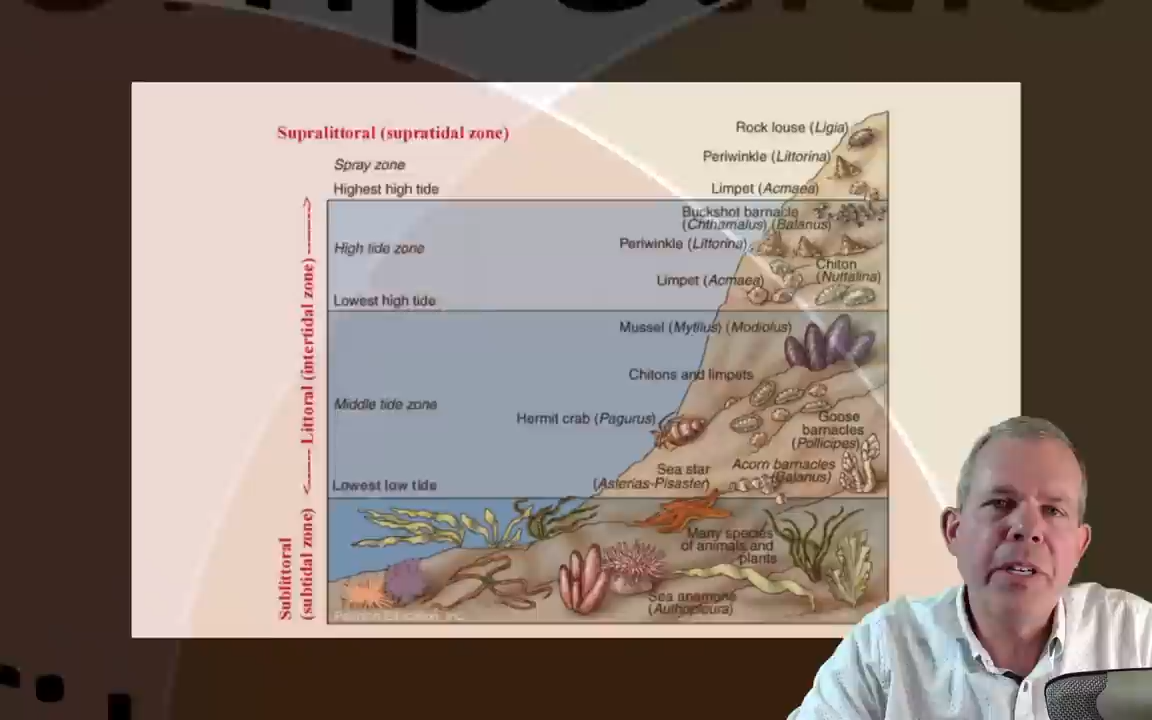 Supralittoral (supratidal zone)
Spray zone
Highest high tide
High tide zone
Lowest high tide
Middle tide zone
Lowest low tide
<---- Littoral (intertidal zone) ---->
Sublittoral
(subtidal zone)
Rock louse (Ligia)
Periwinkle (Littorina)
Limpet (Acmaea)
Buckshot barnacle
(Chthamalus) (Balanus)
Periwinkle (Littorina)
Chiton
(Nuttalina)
Limpet (Acmaea)
Mussel (Mytilus) (Modiolus)
Chitons and limpets
Hermit crab (Pagurus)
Goose
barnacles
(Pollicipes)
Sea star
(Asterias-Pisaster)
Acorn barnacles
(Balanus)
Many species
of animals and
plants
Sea anemone
(Authopleura)